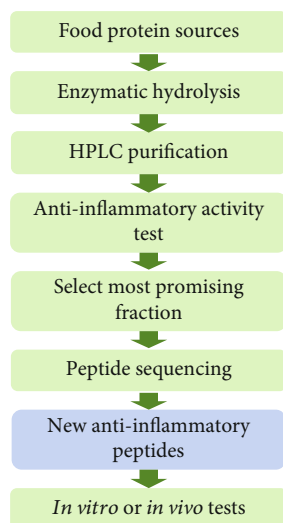 Food protein sources
Enzymatic hydrolysis
HPLC purification
Anti-inflammatory activity
test
Select most promising
fraction
Peptide sequencing
New anti-inflammatory
peptides
In vitro or in vivo tests